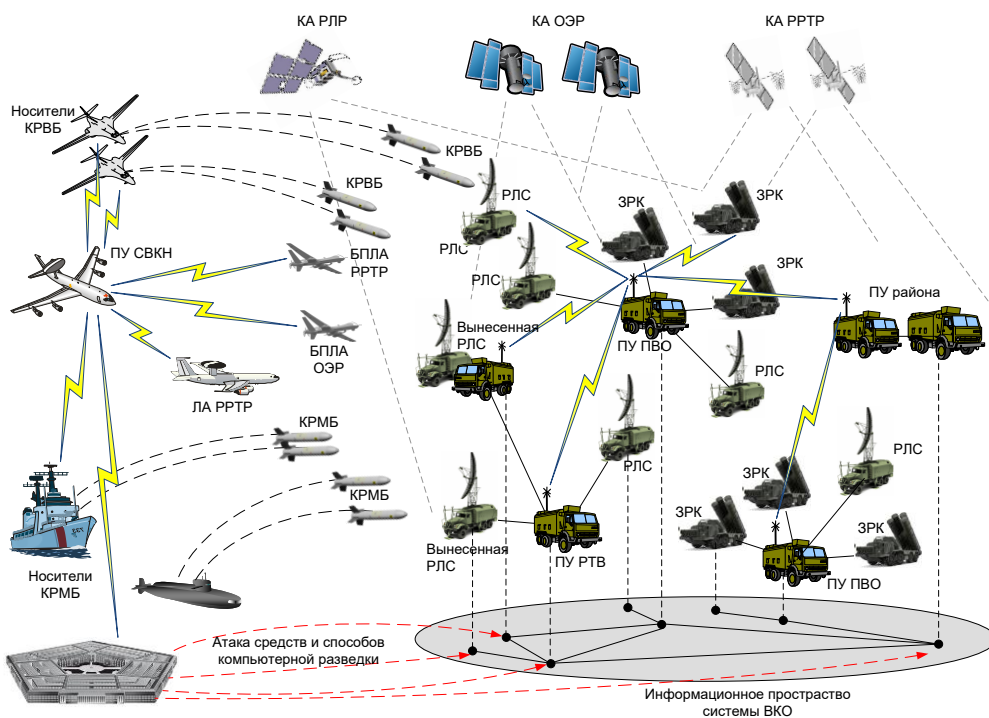 КА РЛР
КА ОЭР
КА РРТР
Носители
КРВБ
КРВБ
КРВБ
РЛС
РЛС
ЗРК
ЗРК
ПУ СВКН
БПЛА
РРТР
РЛС
ЗРК
ПУ района
Вынесенная
РЛС
ПУ ПВО
БПЛА
ОЭР
РЛС
ЛА РРТР
КРМБ
РЛС
РЛС
КРМБ
ЗРК
ЗРК
ЗРК
Вынесенная
РЛС
ПУ РТВ
ПУ ПВО
Носители
КРМБ
Атака средств и способов
компьютерной разведки
Информационное простраство
системы ВКО